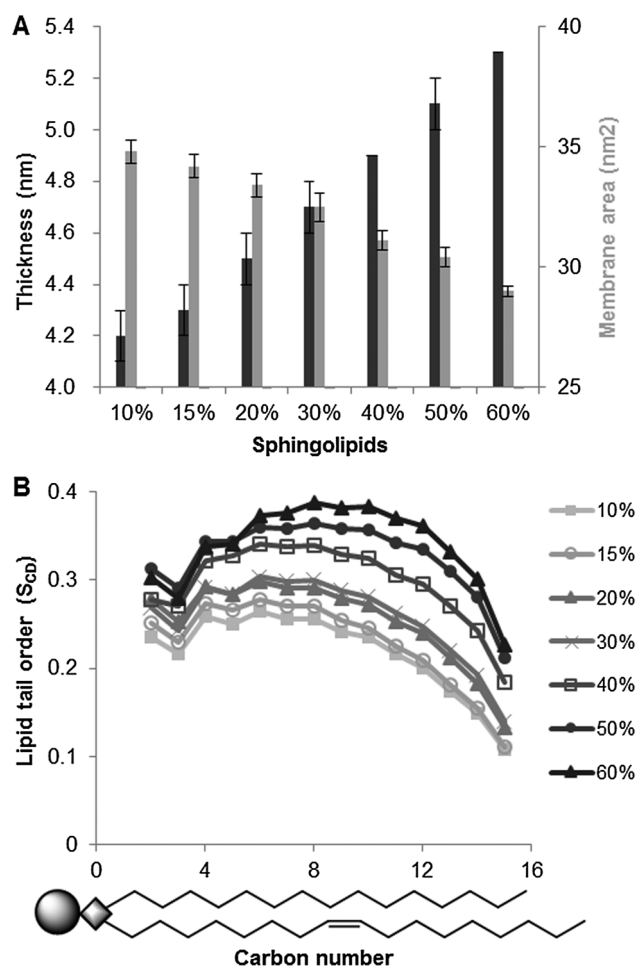 A
Thickness (nm)
5.4
5.2
5.0
4.8
4.6
4.4
4.2
4.0
40
35
30
25
Membrane area (nm2)
10% 15% 20% 30% 40% 50% 60%
Sphingolipids
B
Lipid tail order (SCD)
0.4
0.3
0.2
0.1
0
0 4 8 12 16
10%
15%
20%
30%
40%
50%
60%
Carbon number